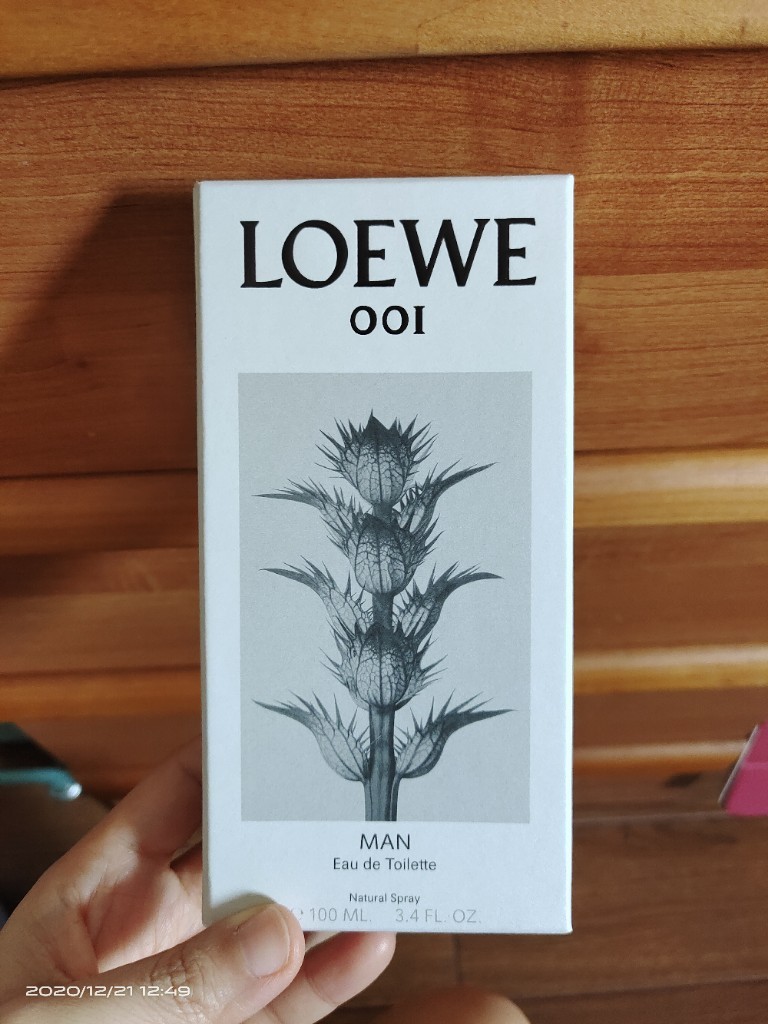 LOEWE
001
MAN
Eau de Toilette
Natural Spray
℮ 100 ML. 3.4 FL. OZ.
2020/12/21 12:49